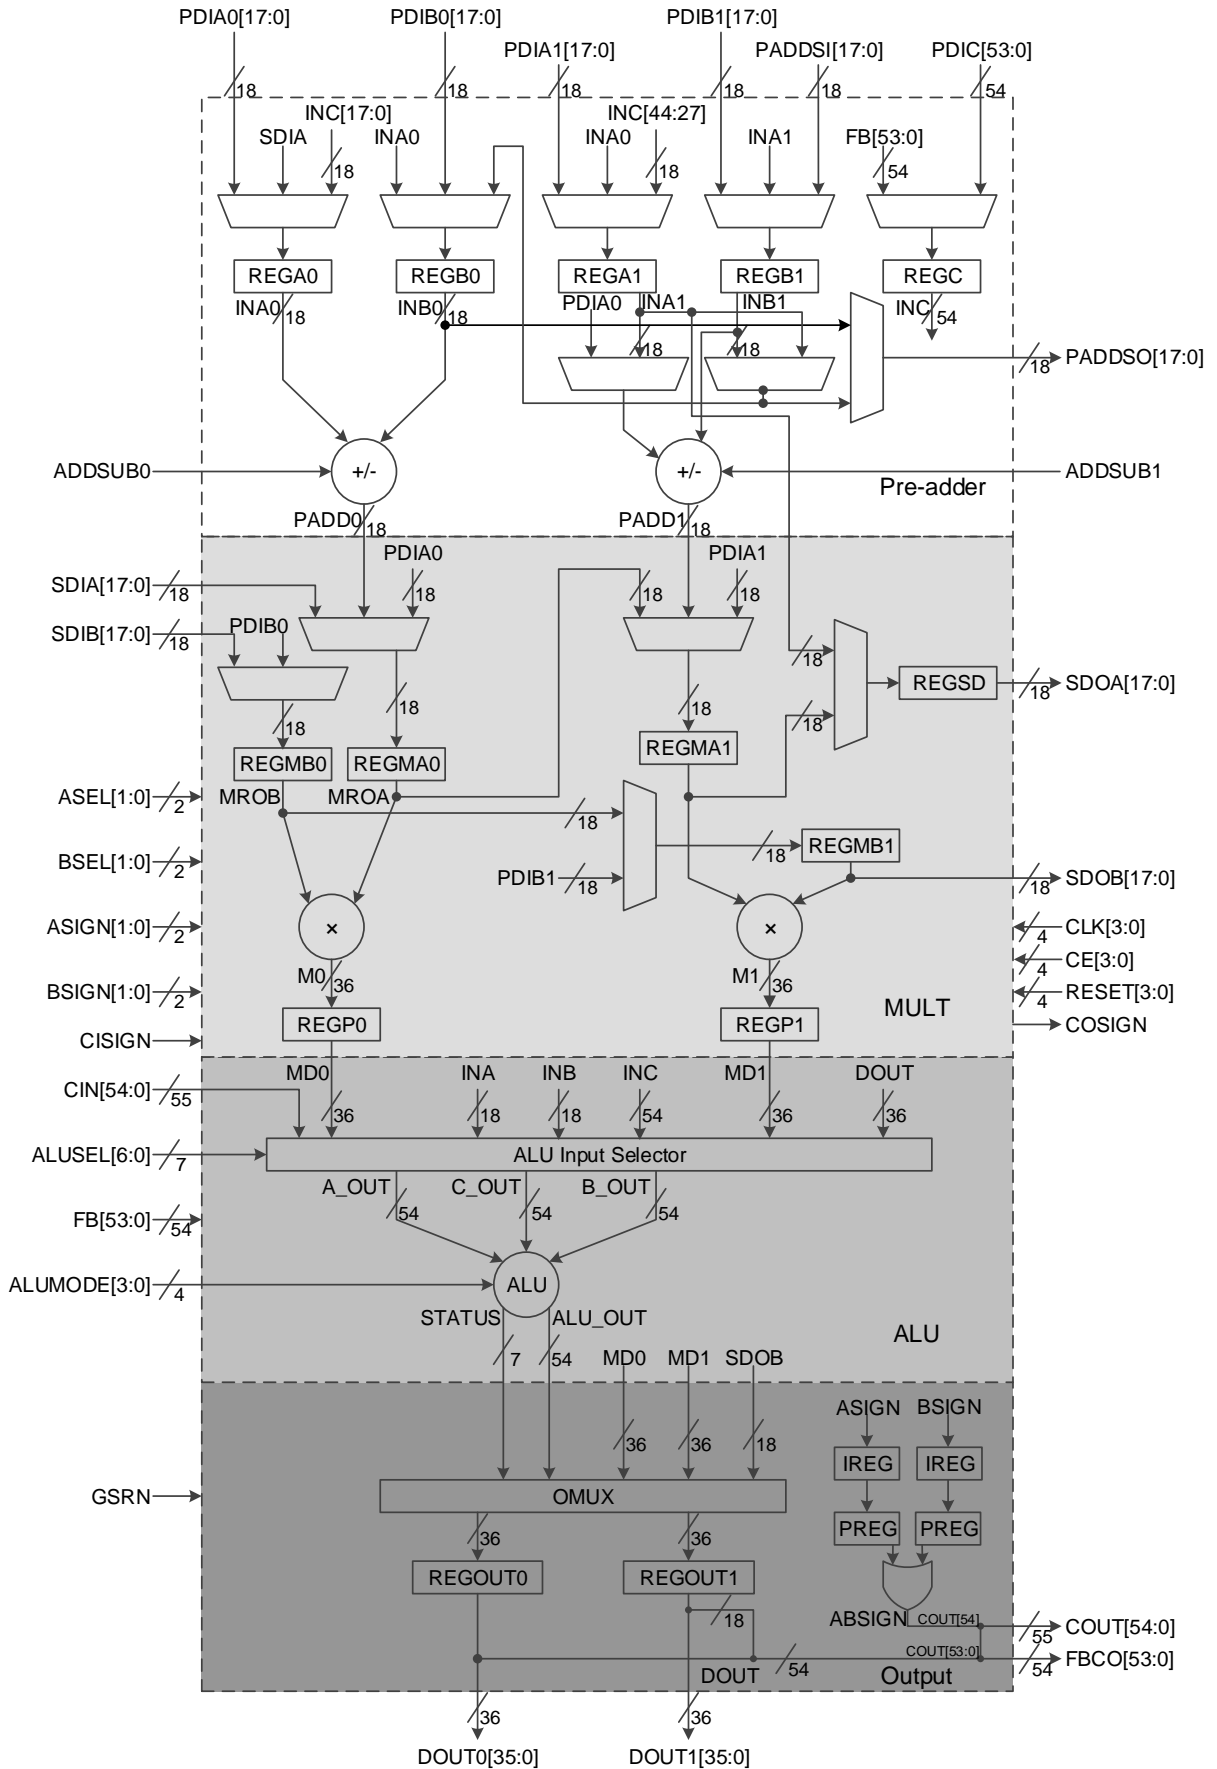 PDIA0[17:0] PDIB0[17:0] PDIB1[17:0]
PDIA1[17:0] PADDSI[17:0] PDIC[53:0]
18 18 18 18 18 54
INC[17:0] INC[44:27]
SDIA INA0 INA0 INA1 FB[53:0]
18 18 54
REGA0 REGB0 REGA1 REGB1 REGC
INA0 18 INB0 18 PDIA0 INA1 INB1 INC 54
18 18
18 PADDSO[17:0]
ADDSUB0 +/- +/- ADDSUB1
Pre-adder
PADD0 18 PADD1 18
PDIA0 PDIA1
SDIA[17:0] 18 18 18 18
SDIB[17:0] 18 PDIB0
18
REGSD 18 SDOA[17:0]
18 18 18
18
REGMA1
REGMB0 REGMA0
ASEL[1:0] 2 MROB MROA
18
REGMB1
BSEL[1:0] 2 18
PDIB1 18 18 SDOB[17:0]
ASIGN[1:0] 2 × × 4 CLK[3:0]
4 CE[3:0]
M0 36 M1 36
BSIGN[1:0] 2 4 RESET[3:0]
MULT
REGP0 REGP1 COSIGN
CISIGN
MD0 INA INB INC MD1 DOUT
CIN[54:0] 55
36 18 18 54 36 36
ALUSEL[6:0] 7 ALU Input Selector
A_OUT C_OUT B_OUT
FB[53:0] 54 54 54 54
ALUMODE[3:0] 4 ALU
STATUS ALU_OUT
ALU
7 54 MD0 MD1 SDOB
ASIGN BSIGN
36 36 18
IREG IREG
GSRN OMUX
PREG PREG
36 36
REGOUT0 REGOUT1
18 ABSIGN COUT[54] 55 COUT[54:0]
COUT[53:0] 54 FBCO[53:0]
DOUT 54 Output
36 36
DOUT0[35:0] DOUT1[35:0]